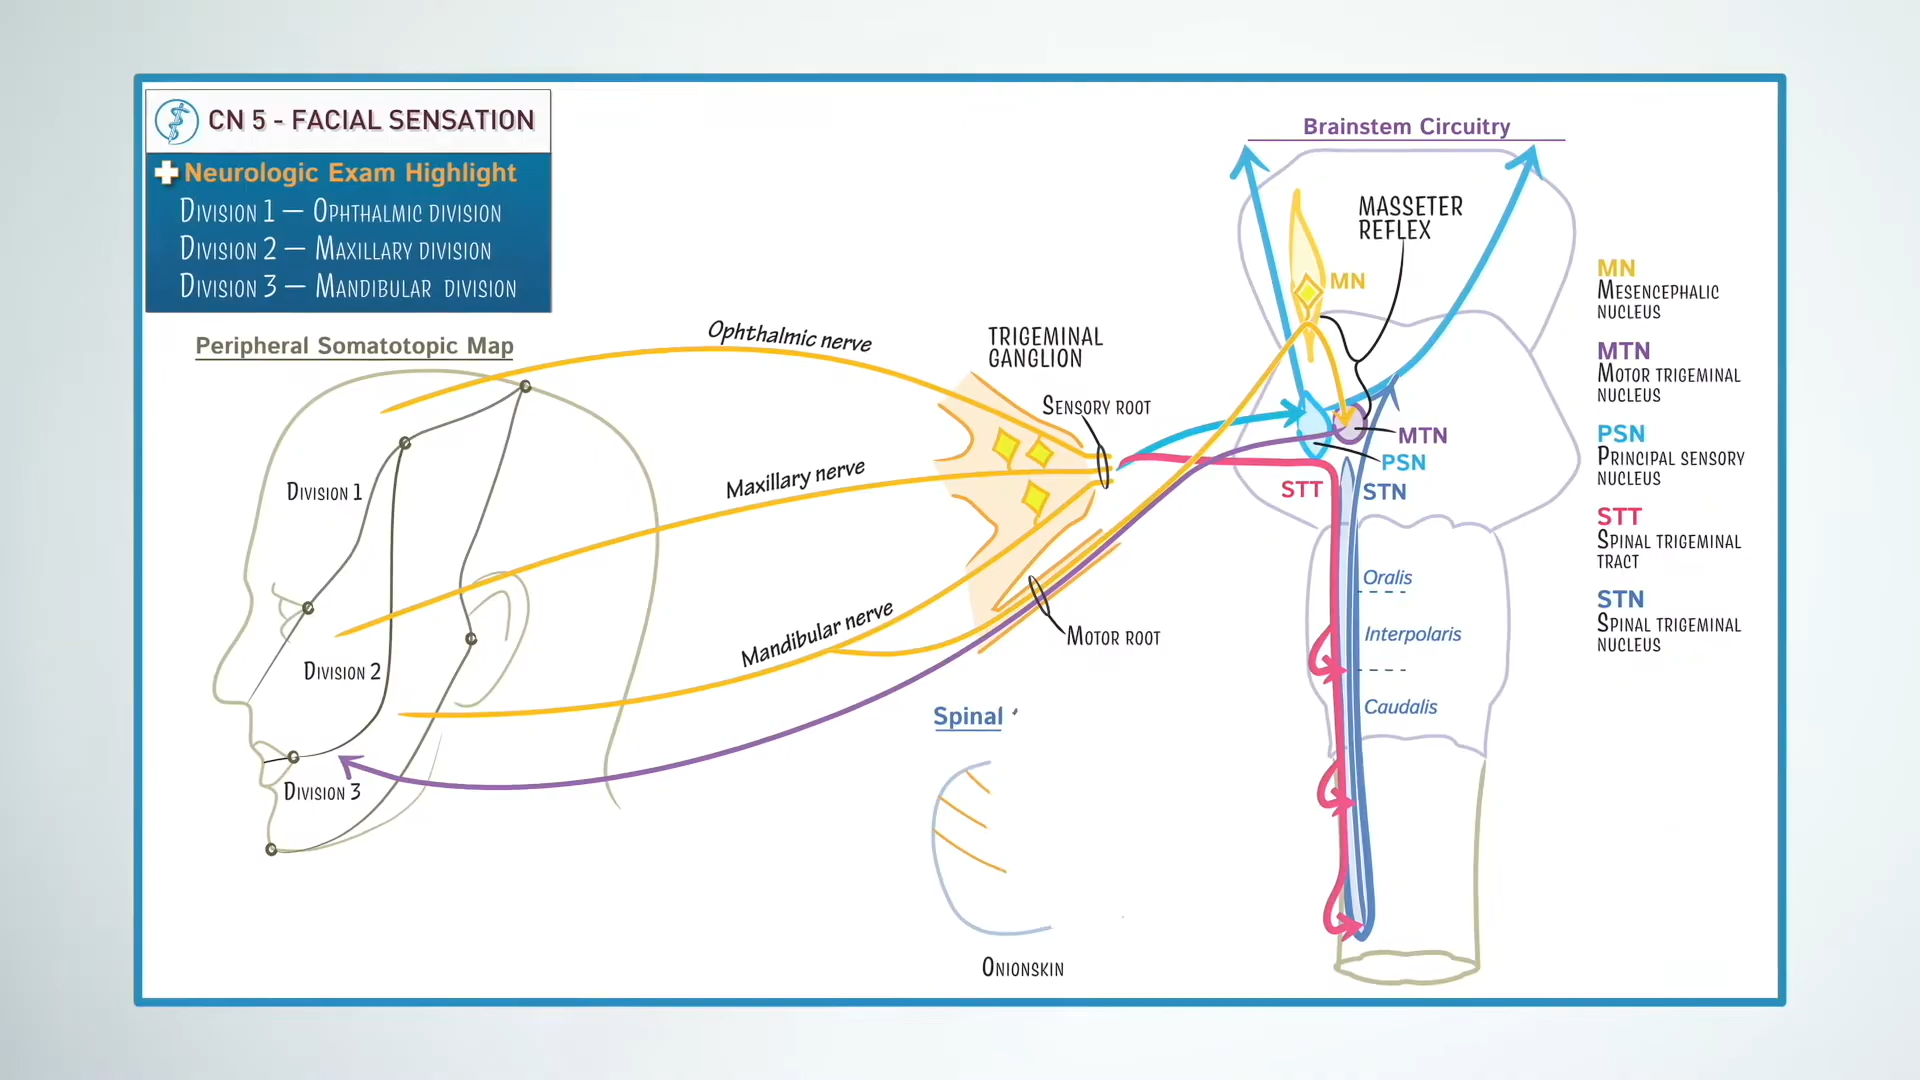 CN 5 - FACIAL SENSATION
Neurologic Exam Highlight
DIVISION 1 — OPHTHALMIC DIVISION
DIVISION 2 — MAXILLARY DIVISION
DIVISION 3 — MANDIBULAR DIVISION
Peripheral Somatotopic Map
DIVISION 1
DIVISION 2
DIVISION 3
Ophthalmic nerve
Maxillary nerve
Mandibular nerve
TRIGEMINAL
GANGLION
SENSORY ROOT
MOTOR ROOT
Spinal
ONIONSKIN
Brainstem Circuitry
MASSETER
REFLEX
MN
MTN
PSN
STT
STN
Oralis
Interpolaris
Caudalis
MN
MESENCEPHALIC
NUCLEUS
MTN
MOTOR TRIGEMINAL
NUCLEUS
PSN
PRINCIPAL SENSORY
NUCLEUS
STT
SPINAL TRIGEMINAL
TRACT
STN
SPINAL TRIGEMINAL
NUCLEUS